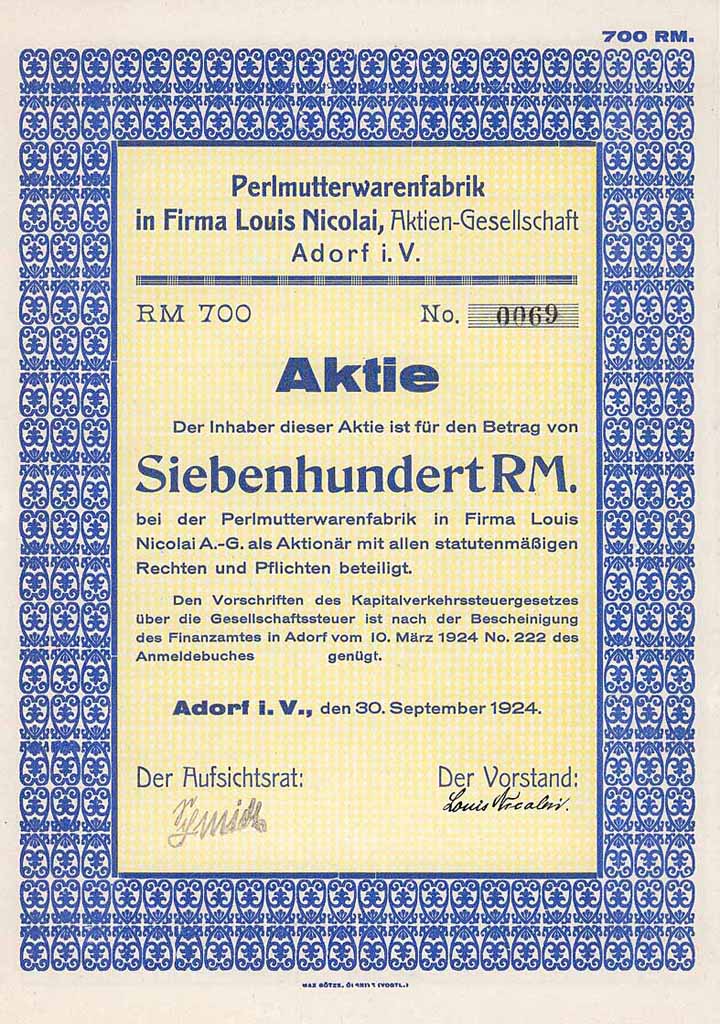 700 RM.
Perlmutterwarenfabrik
in Firma Louis Nicolai, Aktien-Gesellschaft
Adorf i. V.
RM 700 No. 0069
Aktie
Der Inhaber dieser Aktie ist für den Betrag von
Siebenhundert RM.
bei der Perlmutterwarenfabrik in Firma Louis
Nicolai A.-G. als Aktionär mit allen statutenmäßigen
Rechten und Pflichten beteiligt.
Den Vorschriften des Kapitalverkehrssteuergesetzes
über die Gesellschaftssteuer ist nach der Bescheinigung
des Finanzamtes in Adorf vom 10. März 1924 No. 222 des
Anmeldebuches genügt.
Adorf i. V., den 30. September 1924.
Der Aufsichtsrat: Der Vorstand:
Louis Nicolai.
MAX GÖTZE, (VOGTL.)